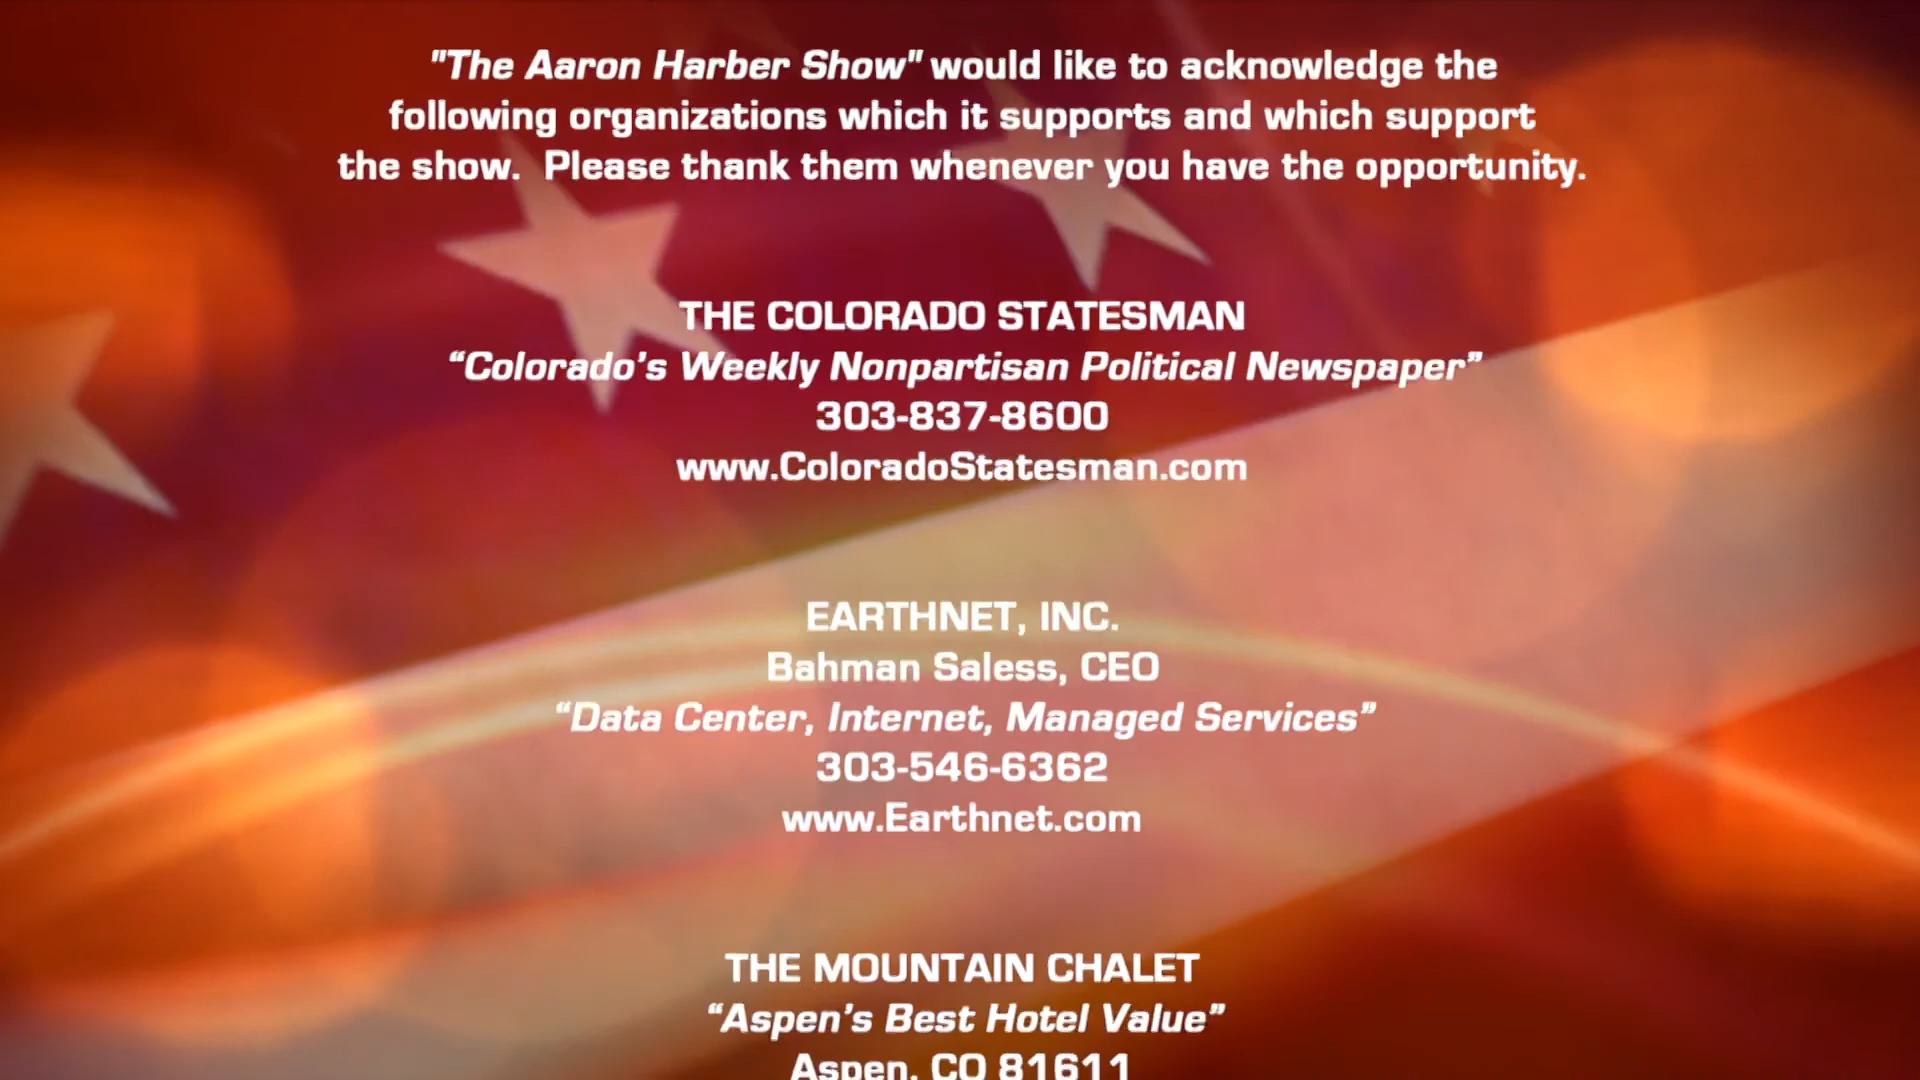 "The Aaron Harber Show" would like to acknowledge the
following organizations which it supports and which support
the show.  Please thank them whenever you have the opportunity.
THE COLORADO STATESMAN
“Colorado’s Weekly Nonpartisan Political Newspaper”
303-837-8600
www.ColoradoStatesman.com
EARTHNET, INC.
Bahman Saless, CEO
“Data Center, Internet, Managed Services”
303-546-6362
www.Earthnet.com
THE MOUNTAIN CHALET
“Aspen’s Best Hotel Value”
Aspen, CO 81611